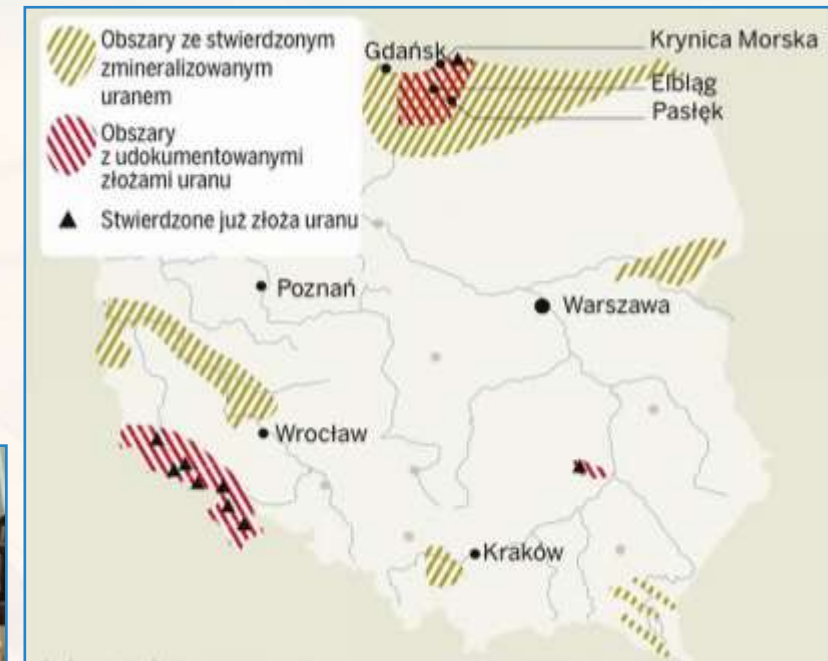 Obszary ze stwierdzonym
zmineralizowanym
uranem
Obszary
z udokumentowanymi
złożami uranu
Stwierdzone już złoża uranu
Gdańsk
Krynica Morska
Elbląg
Pasłęk
Poznań
Warszawa
Wrocław
Kraków